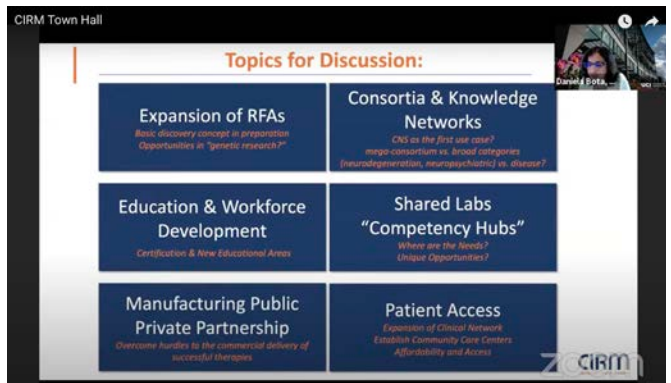 CIRM Town Hall
Topics for Discussion:
Daniela Bota, ...
UCI
Expansion of RFAs
Basic discovery concept in preparation
Opportunities in "genetic research?"
Consortia & Knowledge
Networks
CNS as the first use case?
mega-consortium vs. broad categories
(neurodegeneration, neuropsychiatric) vs. disease?
Education & Workforce
Development
Certification & New Educational Areas
Shared Labs
"Competency Hubs"
Where are the Needs?
Unique Opportunities?
Manufacturing Public
Private Partnership
Overcome hurdles to the commercial delivery of
successful therapies
Patient Access
Expansion of Clinical Network
Establish Community Care Centers
Affordability and Access
CIRM
zoom